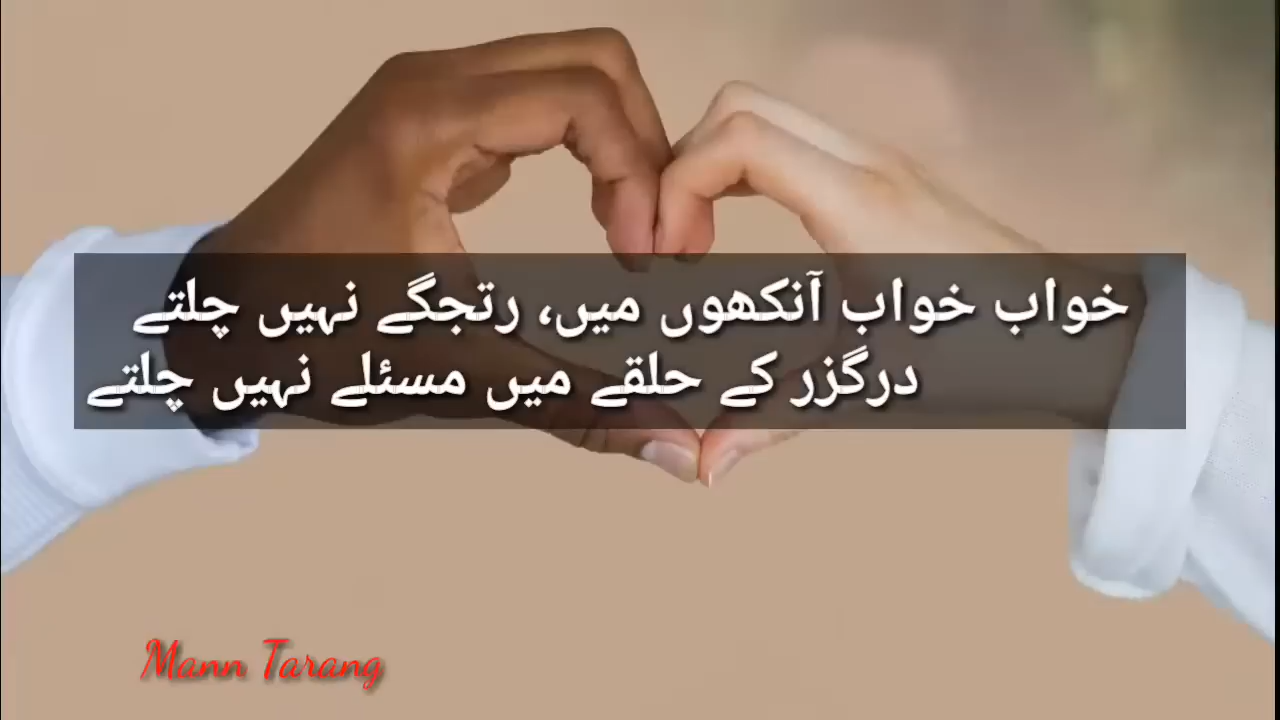 خواب خواب آنکھوں میں، رتجگے نہیں چلتے
درگزر کے حلقے میں مسئلے نہیں چلتے
Mann Tarang